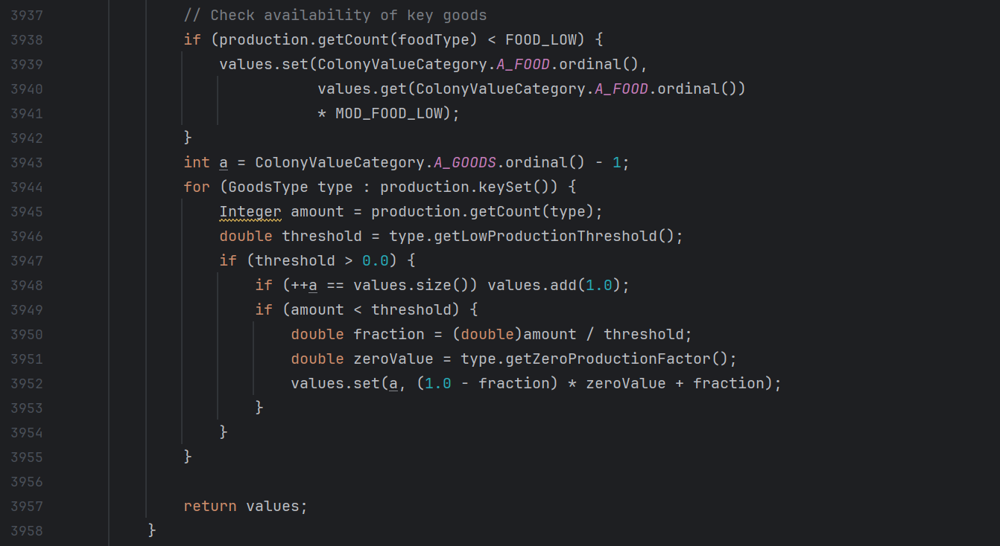 3937 // Check availability of key goods
3938 if (production.getCount(foodType) < FOOD_LOW) {
3939 values.set(ColonyValueCategory.A_FOOD.ordinal(),
3940 values.get(ColonyValueCategory.A_FOOD.ordinal())
3941 * MOD_FOOD_LOW);
3942 }
3943 int a = ColonyValueCategory.A_GOODS.ordinal() - 1;
3944 for (GoodsType type : production.keySet()) {
3945 Integer amount = production.getCount(type);
3946 double threshold = type.getLowProductionThreshold();
3947 if (threshold > 0.0) {
3948 if (++a == values.size()) values.add(1.0);
3949 if (amount < threshold) {
3950 double fraction = (double)amount / threshold;
3951 double zeroValue = type.getZeroProductionFactor();
3952 values.set(a, (1.0 - fraction) * zeroValue + fraction);
3953 }
3954 }
3955 }
3956
3957 return values;
3958 }